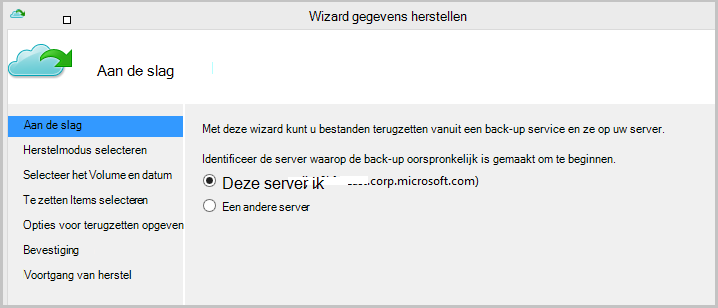 Wizard gegevens herstellen
Aan de slag
Aan de slag
Herstelmodus selecteren
Selecteer het Volume en datum
Te zetten Items selecteren
Opties voor terugzetten opgeven
Bevestiging
Voortgang van herstel
Met deze wizard kunt u bestanden terugzetten vanuit een back-up service en ze op uw server.
Identificeer de server waarop de back-up oorspronkelijk is gemaakt om te beginnen.
Deze server ik .corp.microsoft.com)
Een andere server